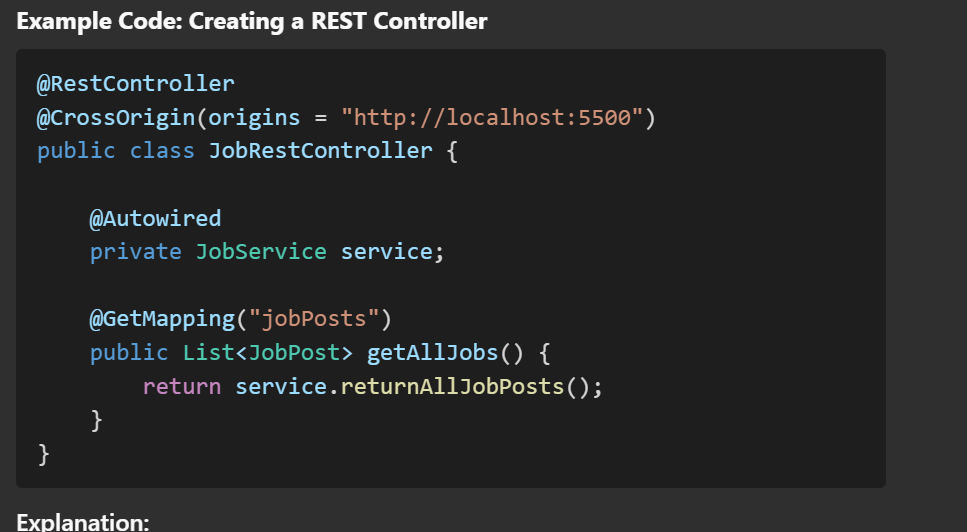 Example Code: Creating a REST Controller
@RestController
@CrossOrigin(origins = "http://localhost:5500")
public class JobRestController {
    @Autowired
    private JobService service;
    @GetMapping("jobPosts")
    public List<JobPost> getAllJobs() {
        return service.returnAllJobPosts();
    }
}
Explanation: